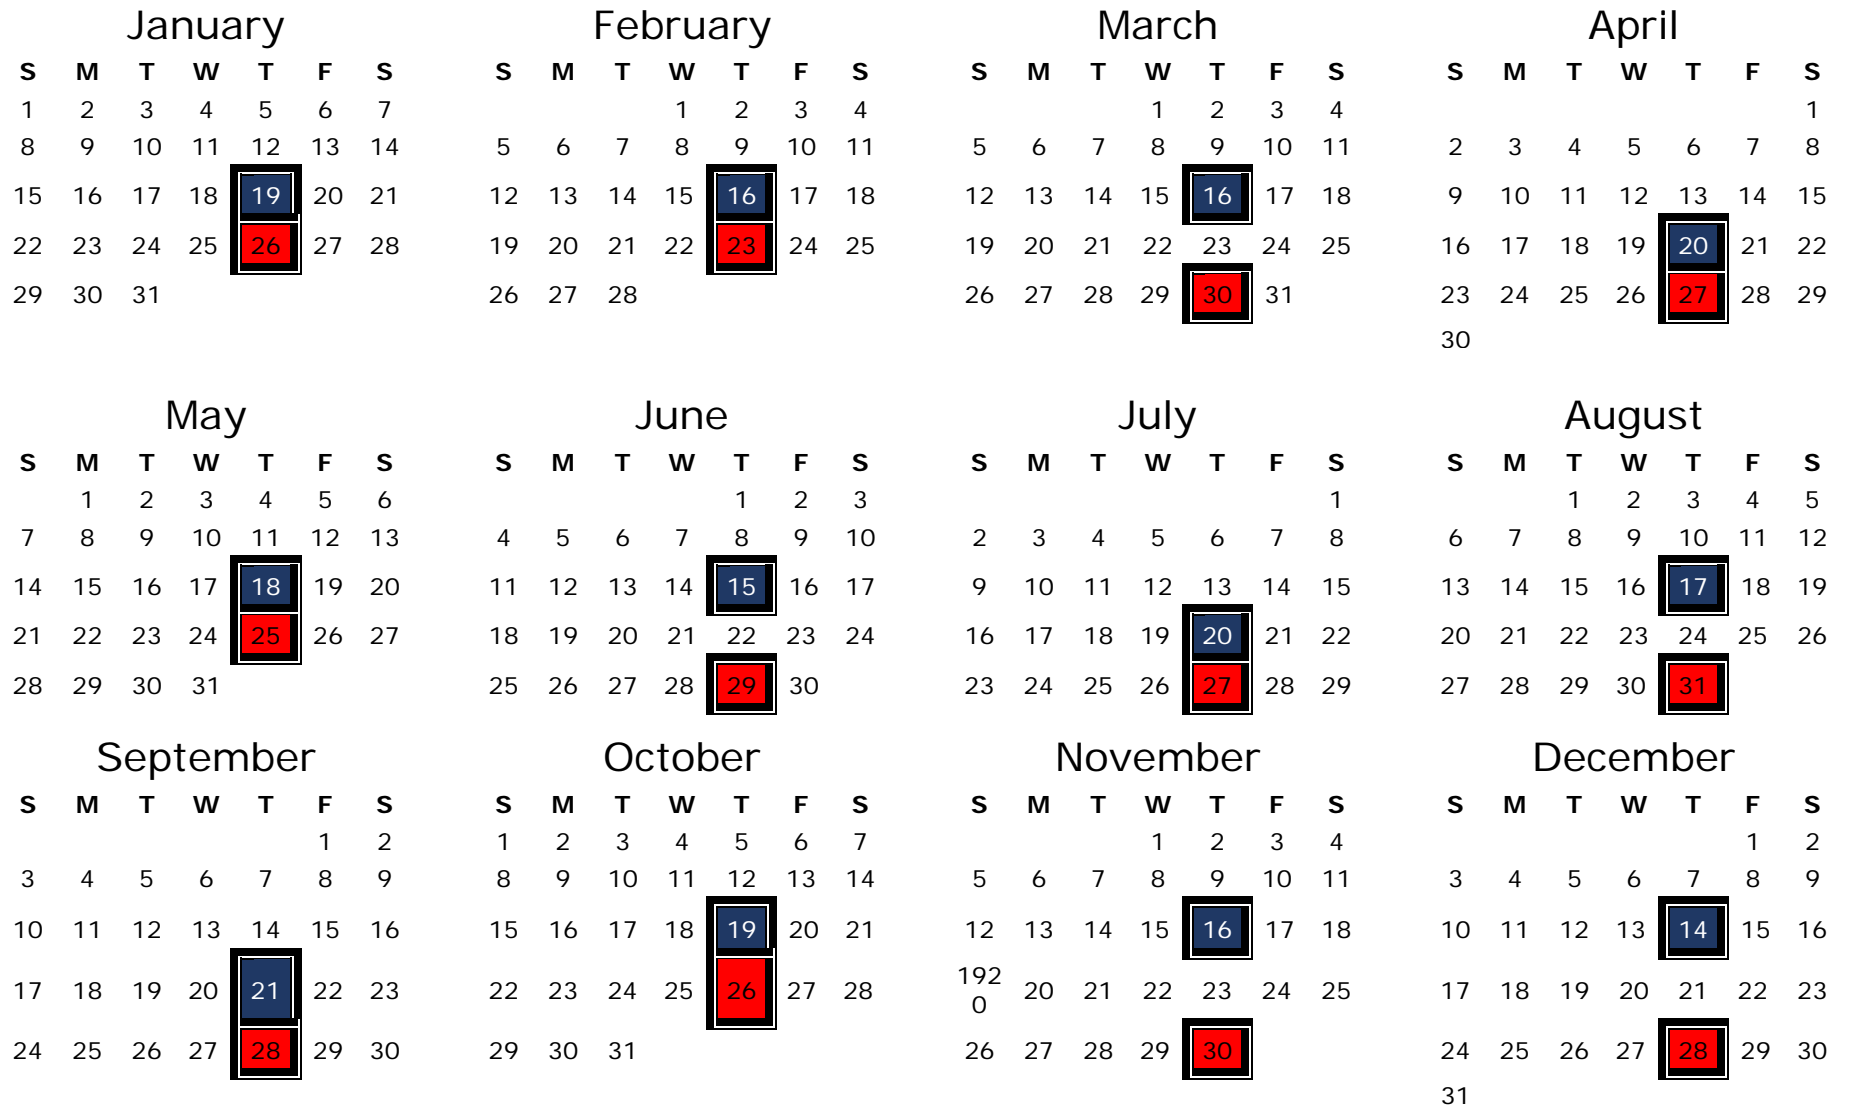 January February March April
S M T W T F S S M T W T F S S M T W T F S S M T W T F S
1 2 3 4 5 6 7 1 2 3 4 1 2 3 4 1
8 9 10 11 12 13 14 5 6 7 8 9 10 11 5 6 7 8 9 10 11 2 3 4 5 6 7 8
15 16 17 18 19 20 21 12 13 14 15 16 17 18 12 13 14 15 16 17 18 9 10 11 12 13 14 15
22 23 24 25 26 27 28 19 20 21 22 23 24 25 19 20 21 22 23 24 25 16 17 18 19 20 21 22
29 30 31 26 27 28 26 27 28 29 30 31 23 24 25 26 27 28 29
30
May June July August
S M T W T F S S M T W T F S S M T W T F S S M T W T F S
1 2 3 4 5 6 1 2 3 1 1 2 3 4 5
7 8 9 10 11 12 13 4 5 6 7 8 9 10 2 3 4 5 6 7 8 6 7 8 9 10 11 12
14 15 16 17 18 19 20 11 12 13 14 15 16 17 9 10 11 12 13 14 15 13 14 15 16 17 18 19
21 22 23 24 25 26 27 18 19 20 21 22 23 24 16 17 18 19 20 21 22 20 21 22 23 24 25 26
28 29 30 31 25 26 27 28 29 30 23 24 25 26 27 28 29 27 28 29 30 31
September October November December
S M T W T F S S M T W T F S S M T W T F S S M T W T F S
1 2 1 2 3 4 5 6 7 1 2 3 4 1 2
3 4 5 6 7 8 9 8 9 10 11 12 13 14 5 6 7 8 9 10 11 3 4 5 6 7 8 9
10 11 12 13 14 15 16 15 16 17 18 19 20 21 12 13 14 15 16 17 18 10 11 12 13 14 15 16
17 18 19 20 21 22 23 22 23 24 25 26 27 28 192 20 21 22 23 24 25 17 18 19 20 21 22 23
0
24 25 26 27 28 29 30 29 30 31 26 27 28 29 30 24 25 26 27 28 29 30
31